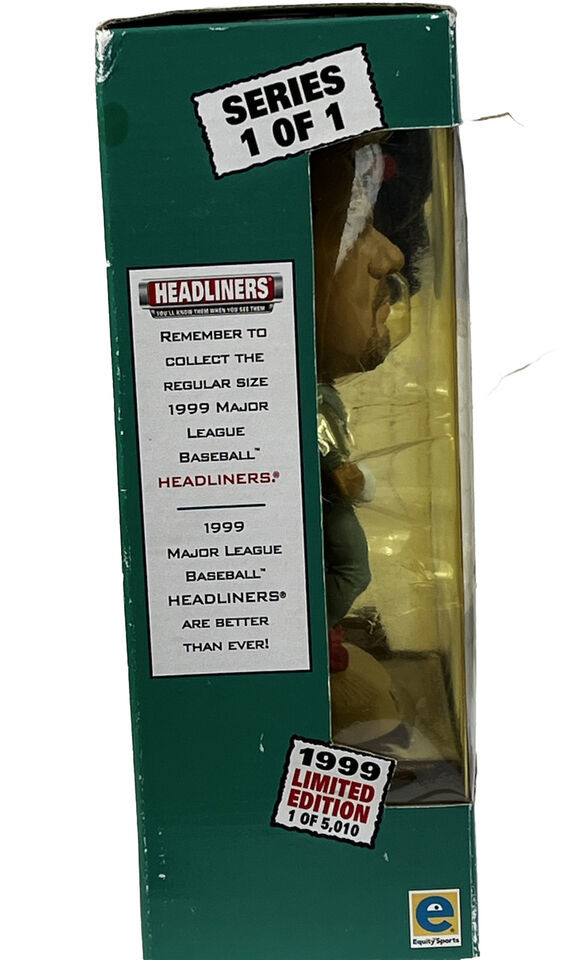 SERIES
1 OF 1
HEADLINERS®
YOU'LL KNOW THEM WHEN YOU SEE THEM
REMEMBER TO
COLLECT THE
REGULAR SIZE
1999 MAJOR
LEAGUE
BASEBALL™
HEADLINERS.®
1999
MAJOR LEAGUE
BASEBALL™
HEADLINERS®
ARE BETTER
THAN EVER!
1999
LIMITED
EDITION
1 OF 5,010
e
Equity Sports